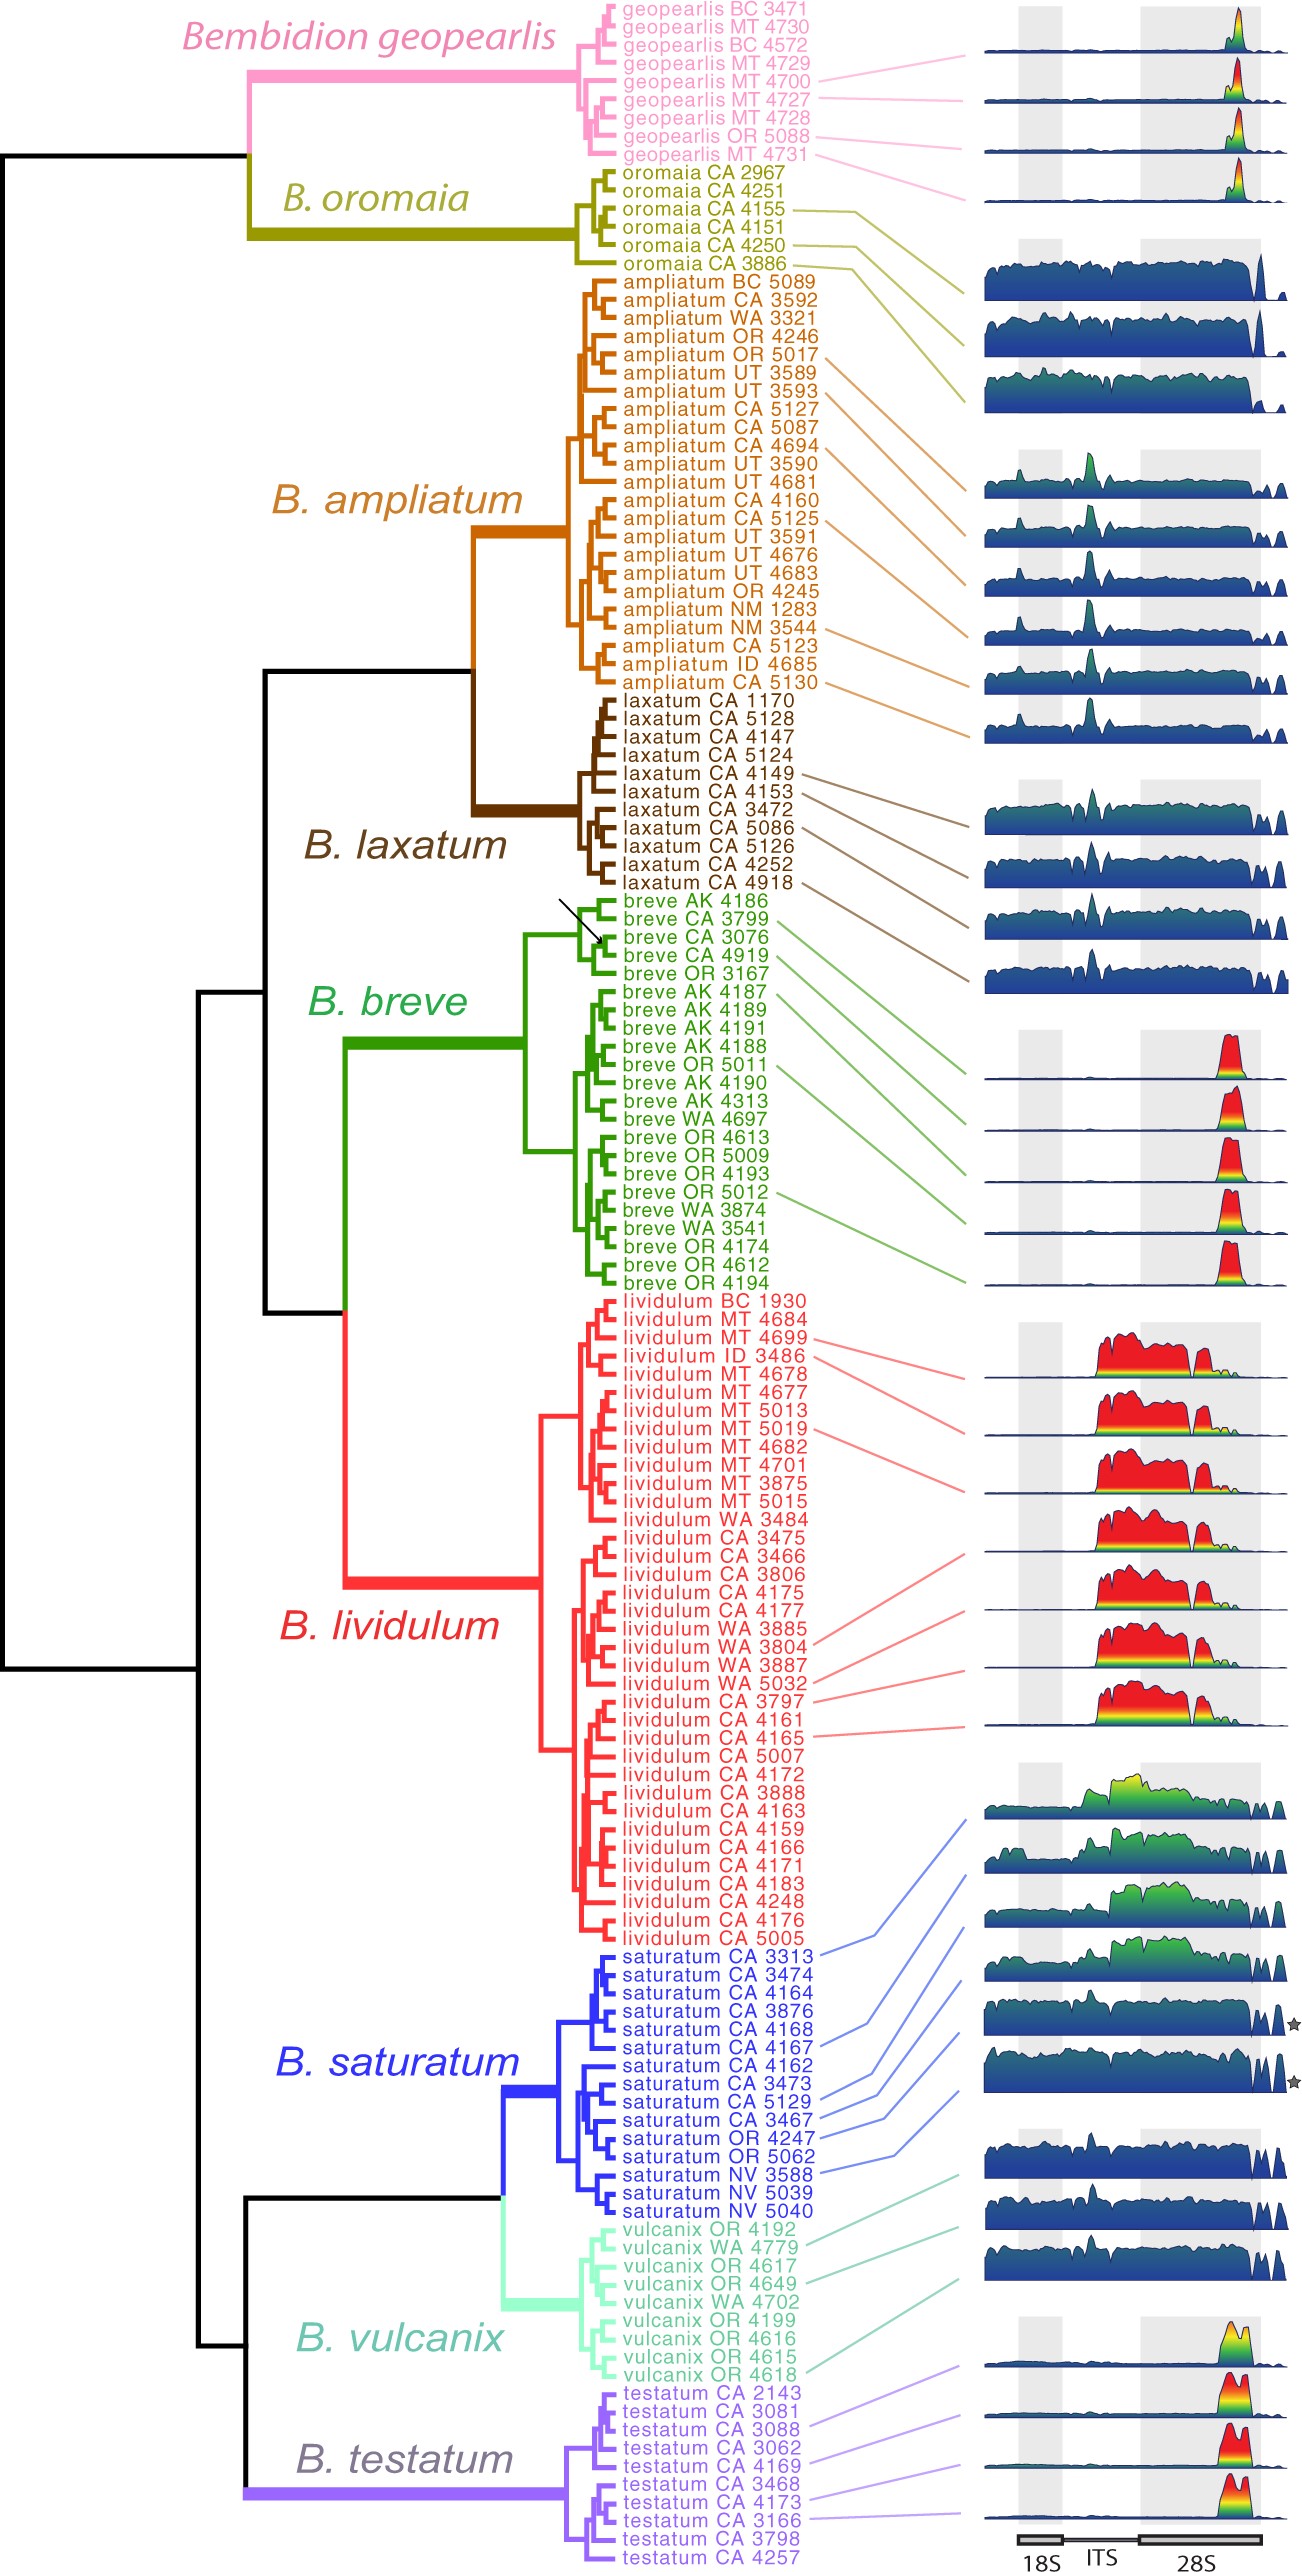 Bembidion geopearlis
geopearlis BC 3471
geopearlis MT 4730
geopearlis BC 4572
geopearlis MT 4729
geopearlis MT 4700
geopearlis MT 4727
geopearlis MT 4728
geopearlis OR 5088
geopearlis MT 4731
B. oromaia
oromaia CA 2967
oromaia CA 4251
oromaia CA 4155
oromaia CA 4151
oromaia CA 4250
oromaia CA 3886
B. ampliatum
ampliatum BC 5089
ampliatum CA 3592
ampliatum WA 3321
ampliatum OR 4246
ampliatum OR 5017
ampliatum UT 3589
ampliatum UT 3593
ampliatum CA 5127
ampliatum CA 5087
ampliatum CA 4694
ampliatum UT 3590
ampliatum UT 4681
ampliatum CA 4160
ampliatum CA 5125
ampliatum UT 3591
ampliatum UT 4676
ampliatum UT 4683
ampliatum OR 4245
ampliatum NM 1283
ampliatum NM 3544
ampliatum CA 5123
ampliatum ID 4685
ampliatum CA 5130
B. laxatum
laxatum CA 1170
laxatum CA 5128
laxatum CA 4147
laxatum CA 5124
laxatum CA 4149
laxatum CA 4153
laxatum CA 3472
laxatum CA 5086
laxatum CA 5126
laxatum CA 4252
laxatum CA 4918
B. breve
breve AK 4186
breve CA 3799
breve CA 3076
breve CA 4919
breve OR 3167
breve AK 4187
breve AK 4189
breve AK 4191
breve AK 4188
breve OR 5011
breve AK 4190
breve AK 4313
breve WA 4697
breve OR 4613
breve OR 5009
breve OR 4193
breve OR 5012
breve WA 3874
breve WA 3541
breve OR 4174
breve OR 4612
breve OR 4194
B. lividulum
lividulum BC 1930
lividulum MT 4684
lividulum MT 4699
lividulum ID 3486
lividulum MT 4678
lividulum MT 4677
lividulum MT 5013
lividulum MT 5019
lividulum MT 4682
lividulum MT 4701
lividulum MT 3875
lividulum MT 5015
lividulum WA 3484
lividulum CA 3475
lividulum CA 3466
lividulum CA 3806
lividulum CA 4175
lividulum CA 4177
lividulum WA 3885
lividulum WA 3804
lividulum WA 3887
lividulum WA 5032
lividulum CA 3797
lividulum CA 4161
lividulum CA 4165
lividulum CA 5007
lividulum CA 4172
lividulum CA 3888
lividulum CA 4163
lividulum CA 4159
lividulum CA 4166
lividulum CA 4171
lividulum CA 4183
lividulum CA 4248
lividulum CA 4176
lividulum CA 5005
B. saturatum
saturatum CA 3313
saturatum CA 3474
saturatum CA 4164
saturatum CA 3876
saturatum CA 4168
saturatum CA 4167
saturatum CA 4162
saturatum CA 3473
saturatum CA 5129
saturatum CA 3467
saturatum OR 4247
saturatum OR 5062
saturatum NV 3588
saturatum NV 5039
saturatum NV 5040
B. vulcanix
vulcanix OR 4192
vulcanix WA 4779
vulcanix OR 4617
vulcanix OR 4649
vulcanix WA 4702
vulcanix OR 4199
vulcanix OR 4616
vulcanix OR 4615
vulcanix OR 4618
B. testatum
testatum CA 2143
testatum CA 3081
testatum CA 3088
testatum CA 3062
testatum CA 4169
testatum CA 3468
testatum CA 4173
testatum CA 3166
testatum CA 3798
testatum CA 4257
18S ITS 28S